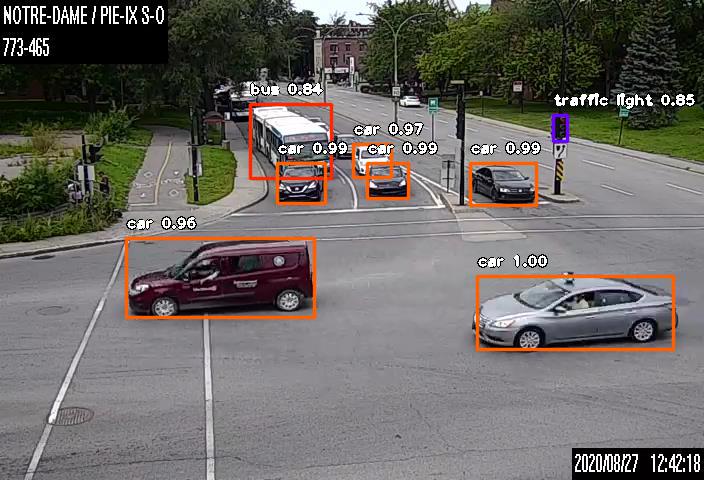 NOTRE-DAME / PIE-IX S-O
773-465
bus 0.84
traffic light 0.85
car 0.97
car 0.99
car 0.99
car 0.99
car 0.96
car 1.00
2020/08/27 12:42:18